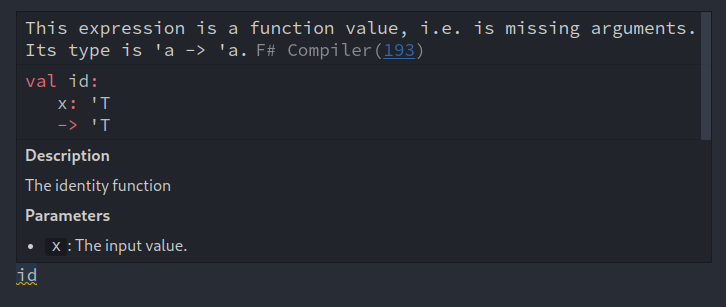 This expression is a function value, i.e. is missing arguments.
Its type is 'a -> 'a. F# Compiler(193)
val id:
x: 'T
-> 'T
Description
The identity function
Parameters
• x : The input value.
id